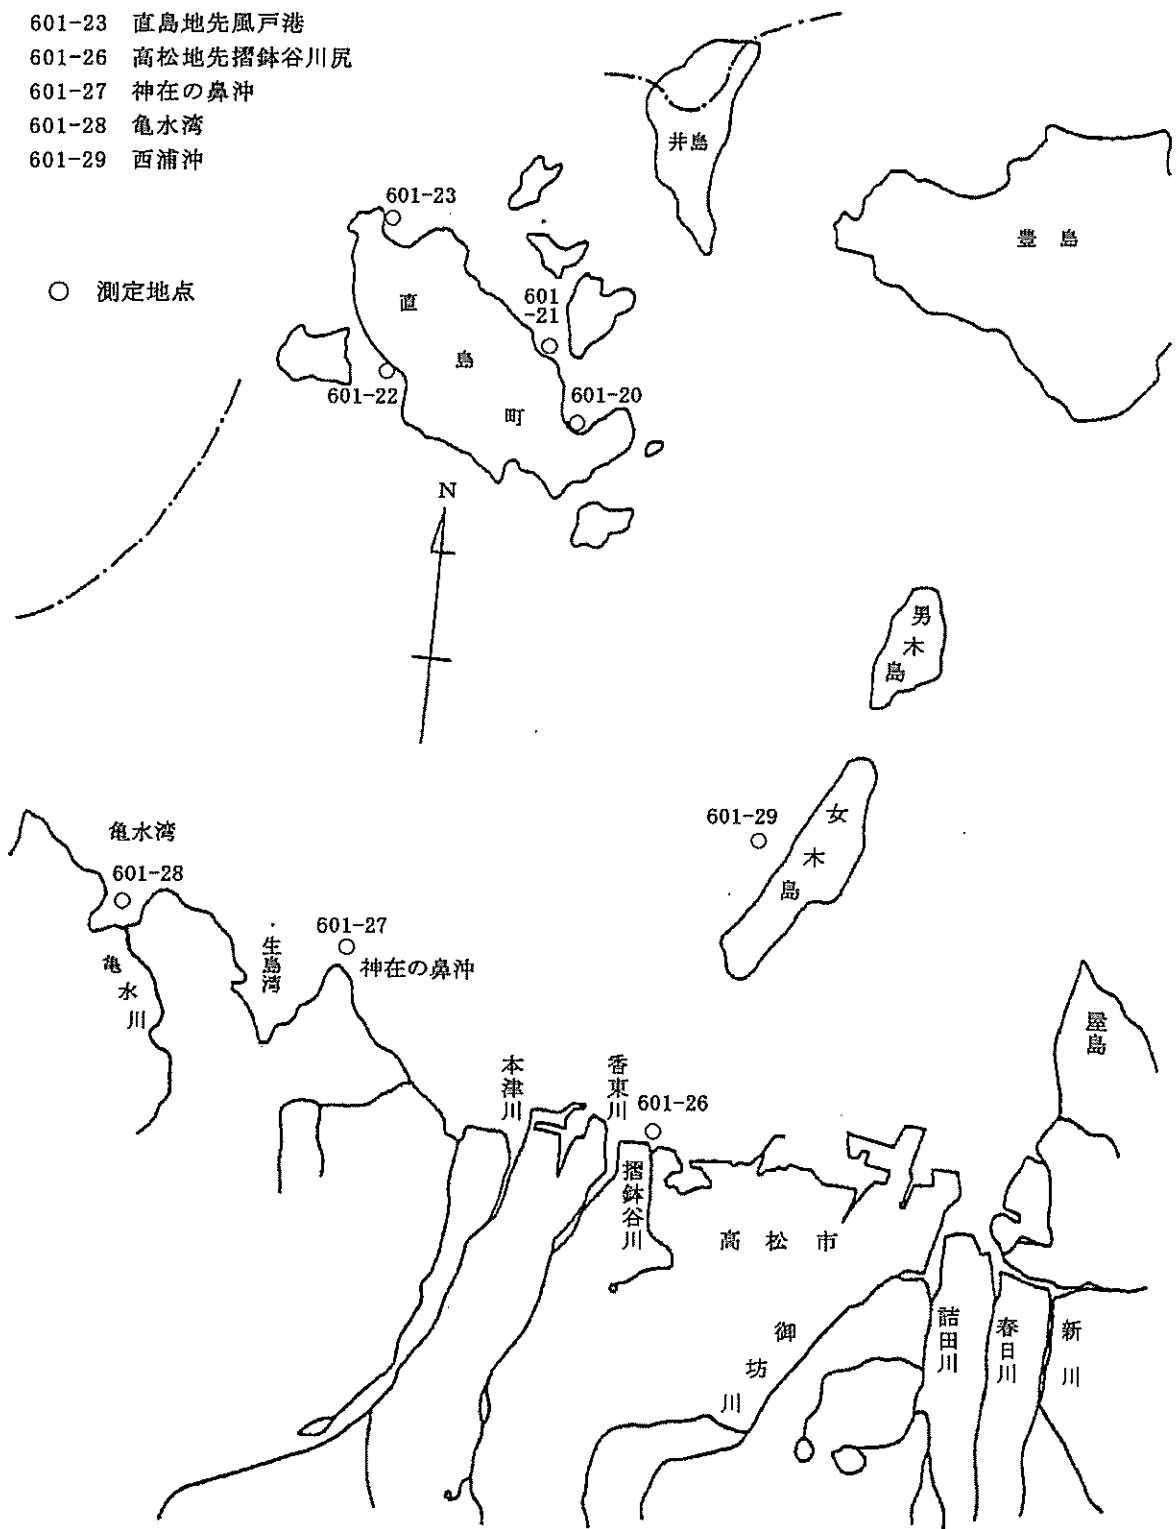 601-23 直島地先風戸港
601-26 高松地先摺鉢谷川尻
601-27 神在の鼻沖
601-28 亀水湾
601-29 西浦沖
○ 測定地点
井島
豊島
601-23
直島町
601
-21
601-22
601-20
N
男木島
女木島
601-29
亀水湾
601-28
亀水川
生島湾
601-27
神在の鼻沖
屋島
本津川
香東川
601-26
摺鉢谷川
高松市
御坊川
詰田川
春日川
新川